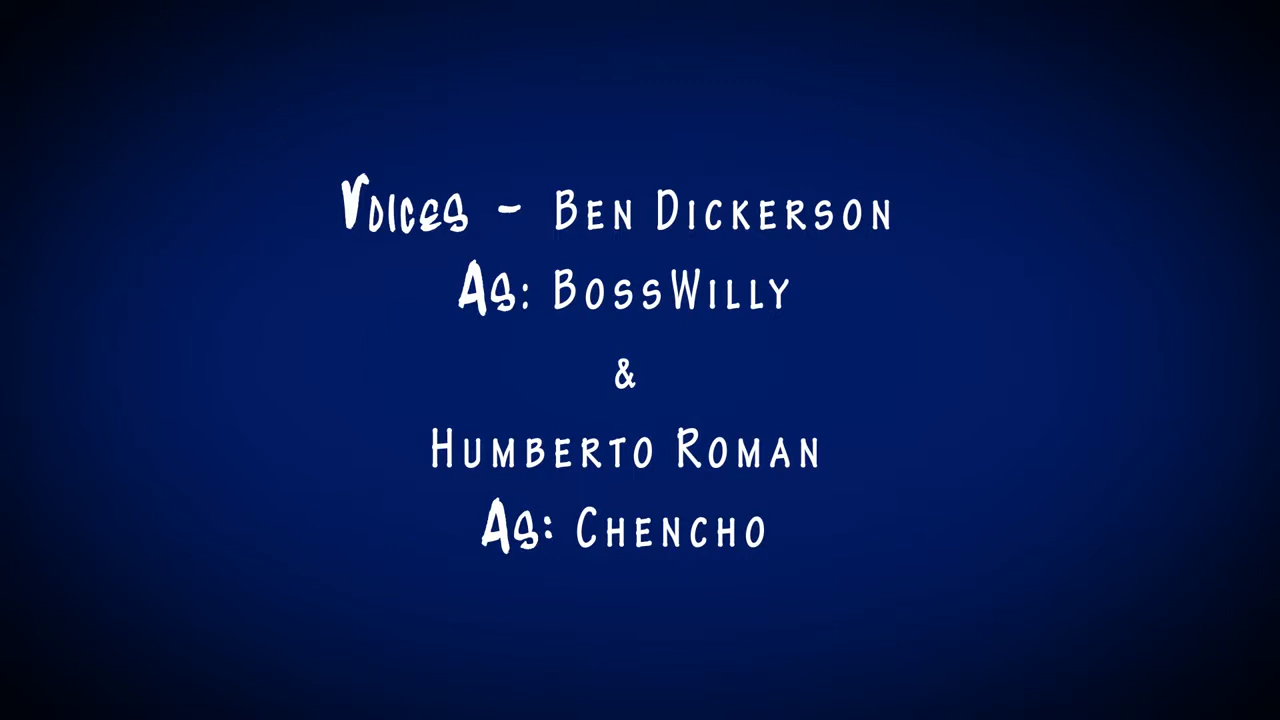 Voices - Ben Dickerson
As: BossWilly
&
Humberto Roman
As: Chencho